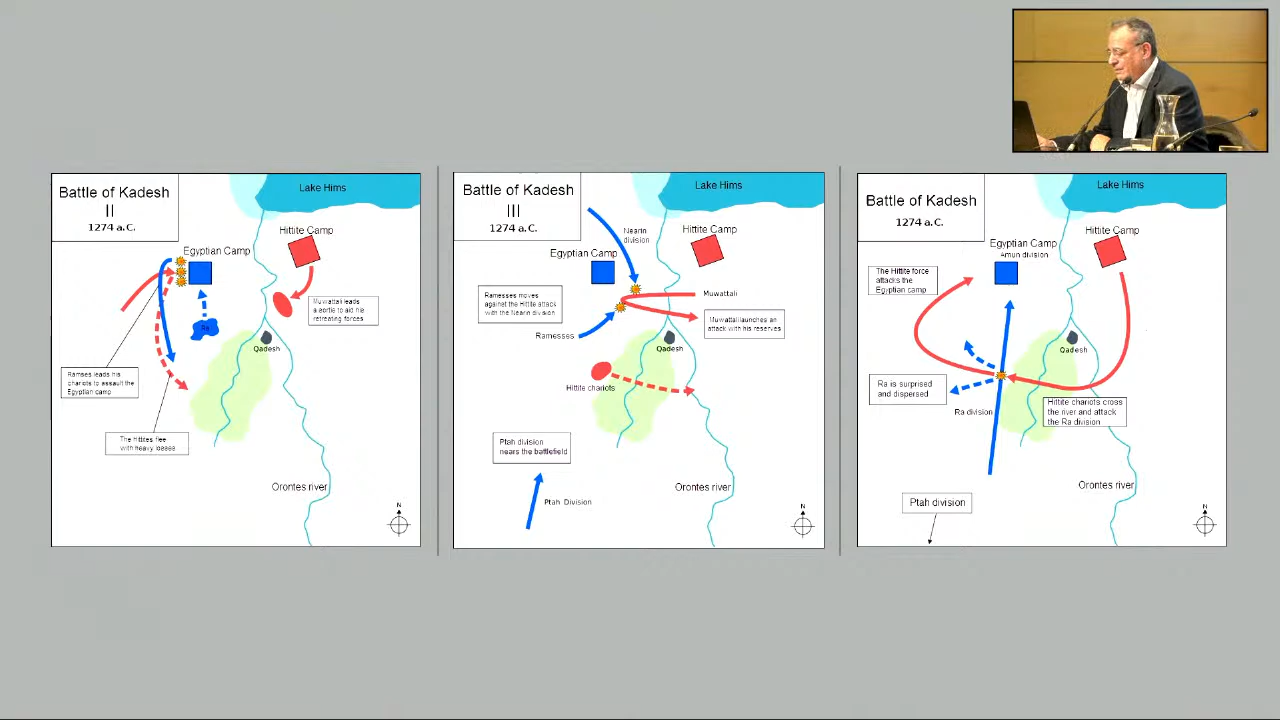 Battle of Kadesh
II
1274 a.C.
Lake Hims
Hittite Camp
Egyptian Camp
Muwattalli leads
a sortie to aid his
retreating forces
Ra
Qadesh
Ramses leads his
chariots to assault the
Egyptian camp
The Hittites flee
with heavy losses
Orontes river
N
Battle of Kadesh
III
1274 a.C.
Lake Hims
Nearin
division
Hittite Camp
Egyptian Camp
Ramesses moves
against the Hittite attack
with the Nearin division
Muwattali
Muwattalli launches an
attack with his reserves
Ramesses
Qadesh
Hittite chariots
Ptah division
nears the battlefield
Ptah Division
Orontes river
N
Battle of Kadesh
1274 a.C.
Lake Hims
Hittite Camp
Egyptian Camp
Amun division
The Hittite force
attacks the
Egyptian camp
Qadesh
Ra is surprised
and dispersed
Ra division
Hittite chariots cross
the river and attack
the Ra division
Orontes river
Ptah division
N